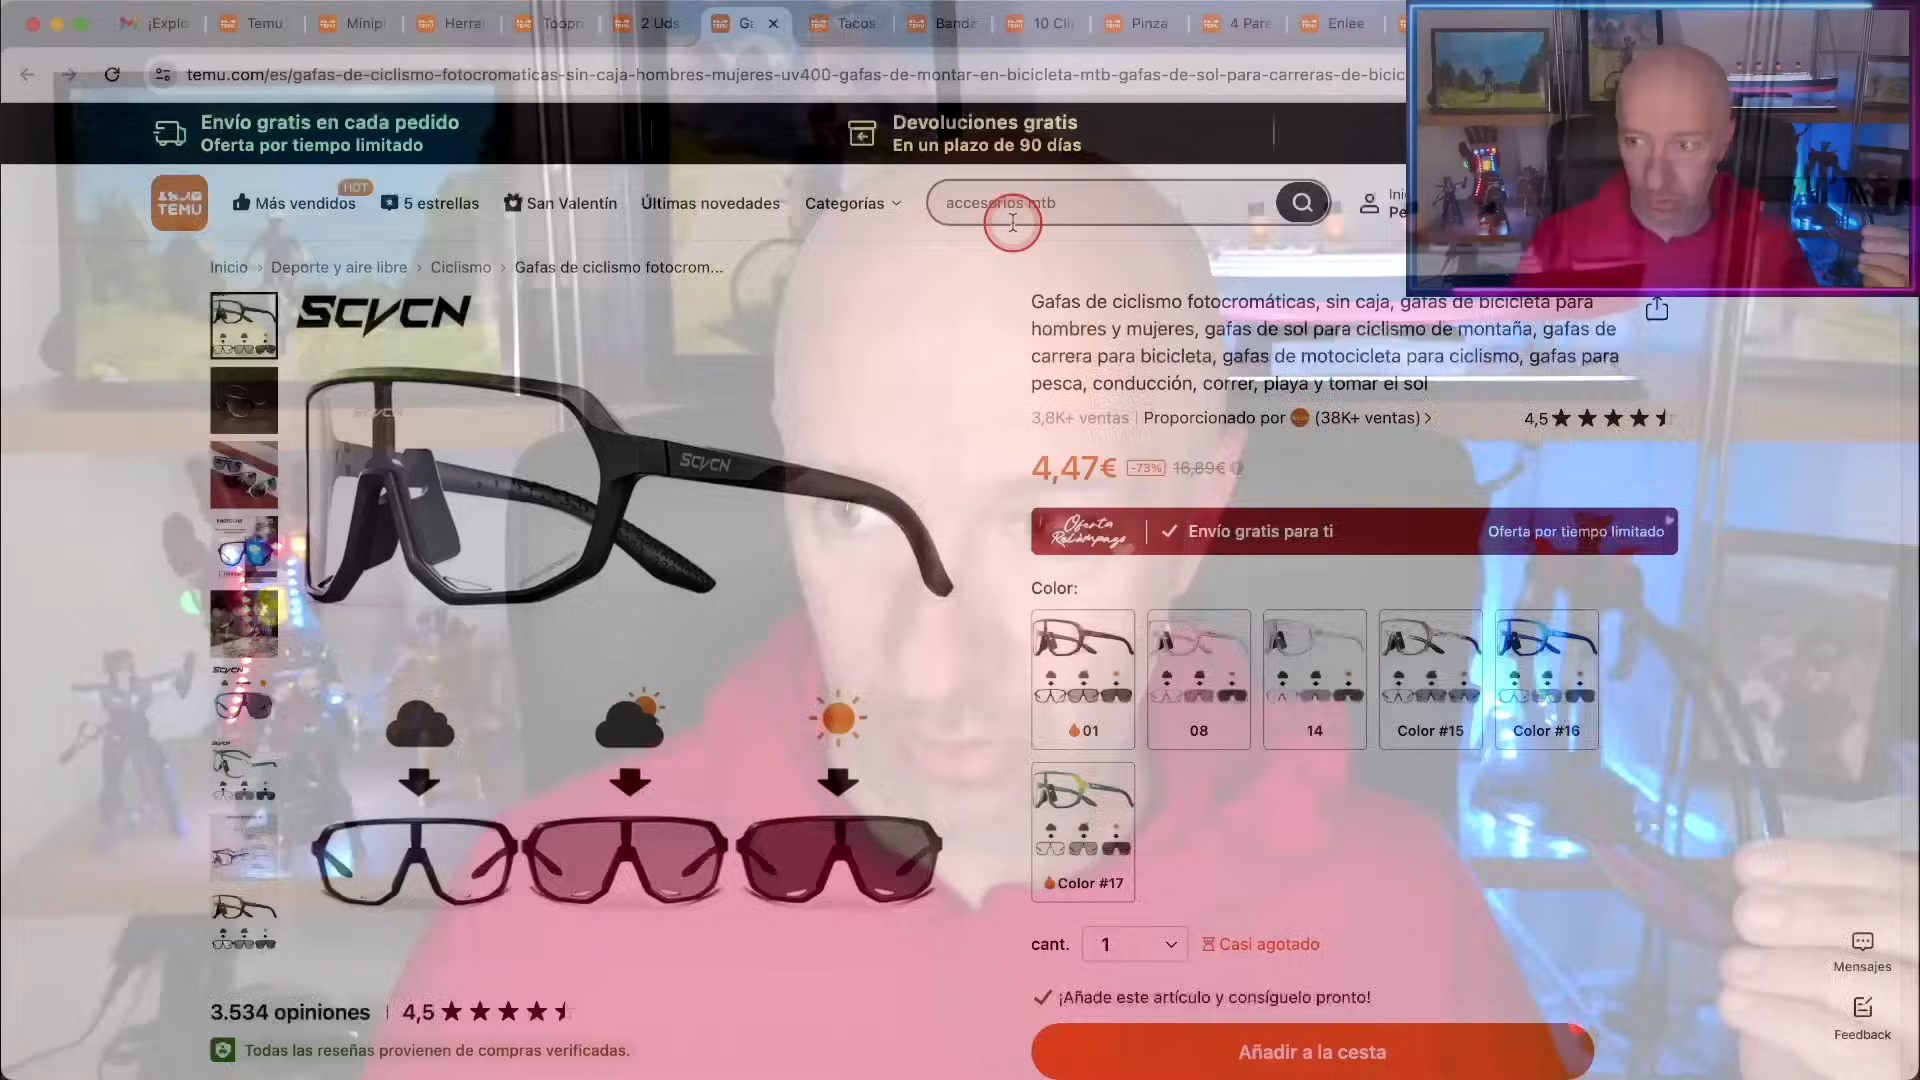 ¡Explo
Temu
Minipi
Herrai
Toopr
2 Uds
Ga
Tacos
Banda
10 Cli
Pinza
4 Pare
Enlee
temu.com/es/gafas-de-ciclismo-fotocromaticas-sin-caja-hombres-mujeres-uv400-gafas-de-montar-en-bicicleta-mtb-gafas-de-sol-para-carreras-de-bicic
Envío gratis en cada pedido
Oferta por tiempo limitado
Devoluciones gratis
En un plazo de 90 días
TEMU
Más vendidos
HOT
5 estrellas
San Valentín
Últimas novedades
Categorías
accesorios mtb
Ini
Pe
Inicio › Deporte y aire libre › Ciclismo › Gafas de ciclismo fotocrom...
SCVCN
SCVCN
Gafas de ciclismo fotocromáticas, sin caja, gafas de bicicleta para
hombres y mujeres, gafas de sol para ciclismo de montaña, gafas de
carrera para bicicleta, gafas de motocicleta para ciclismo, gafas para
pesca, conducción, correr, playa y tomar el sol
3,8K+ ventas | Proporcionado por (38K+ ventas) ›
4,5
4,47€ -73% 16,89€
Oferta
Relámpago
Envío gratis para ti
Oferta por tiempo limitado
Color:
01
08
14
Color #15
Color #16
Color #17
cant. 1
Casi agotado
¡Añade este artículo y consíguelo pronto!
Añadir a la cesta
3.534 opiniones | 4,5
Todas las reseñas provienen de compras verificadas.
Mensajes
Feedback